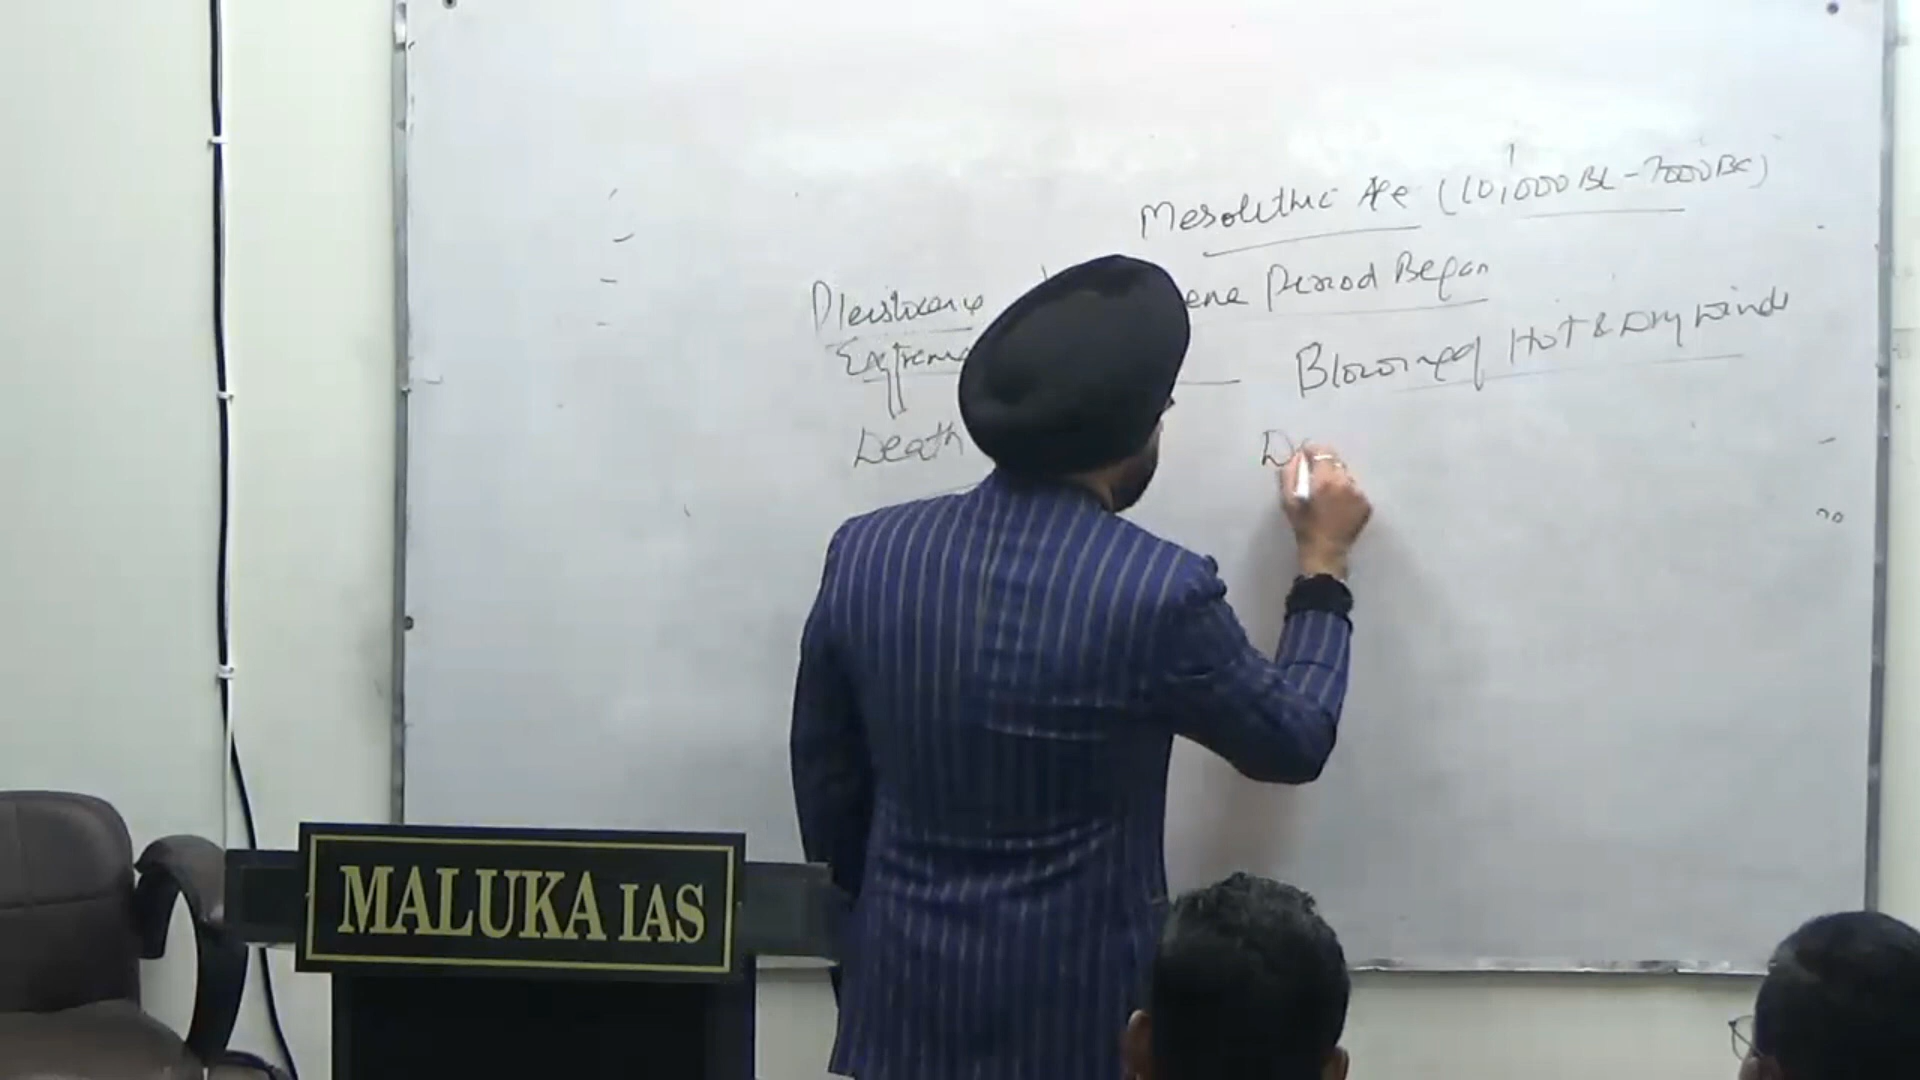 Mesolithic Age (10,000 BC - 7000 BC)
Pleistocene ene Period Began
Extreme Blowing of Hot & Dry Winds
Death
MALUKA IAS